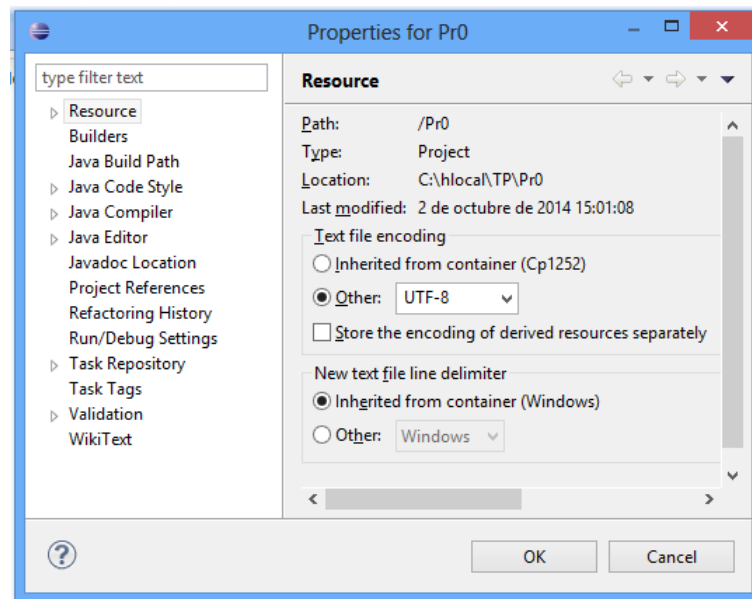 Properties for Pr0
type filter text
Resource
Builders
Java Build Path
Java Code Style
Java Compiler
Java Editor
Javadoc Location
Project References
Refactoring History
Run/Debug Settings
Task Repository
Task Tags
Validation
WikiText
Resource
Path: /Pr0
Type: Project
Location: C:\hlocal\TP\Pr0
Last modified: 2 de octubre de 2014 15:01:08
Text file encoding
Inherited from container (Cp1252)
Other: UTF-8
Store the encoding of derived resources separately
New text file line delimiter
Inherited from container (Windows)
Other: Windows
OK Cancel